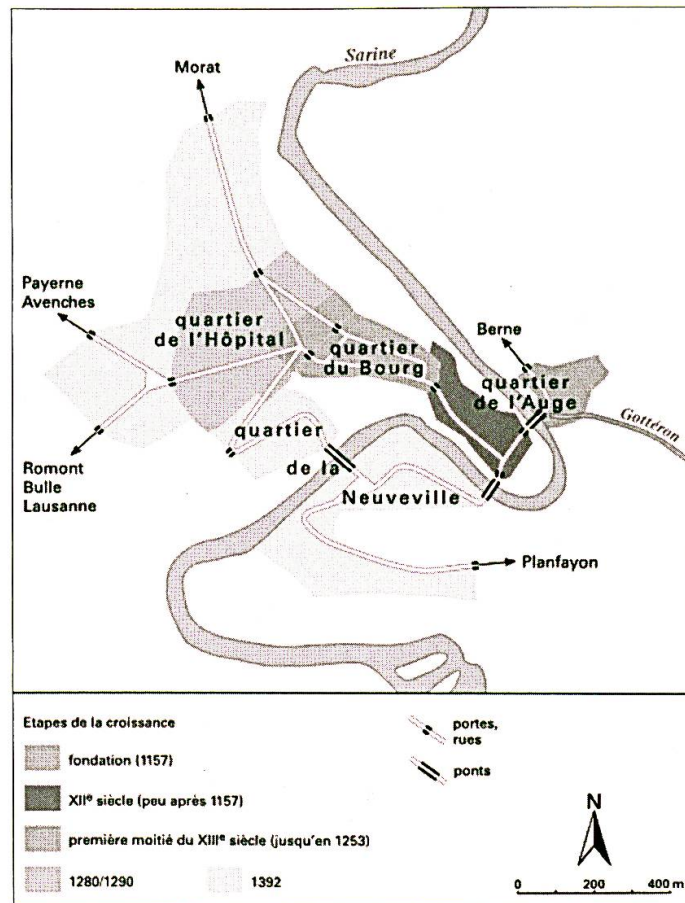 Sarine
Morat
Payerne
Avenches
quartier
de l'Hôpital
quartier
du Bourg
Berne
quartier
de l'Auge
Gottéron
quartier
de la
Neuveville
Romont
Bulle
Lausanne
Planfayon
Etapes de la croissance
fondation (1157)
XIIe siècle (peu après 1157)
première moitié du XIIIe siècle (jusqu'en 1253)
1280/1290
1392
portes,
rues
ponts
N
0 200 400 m